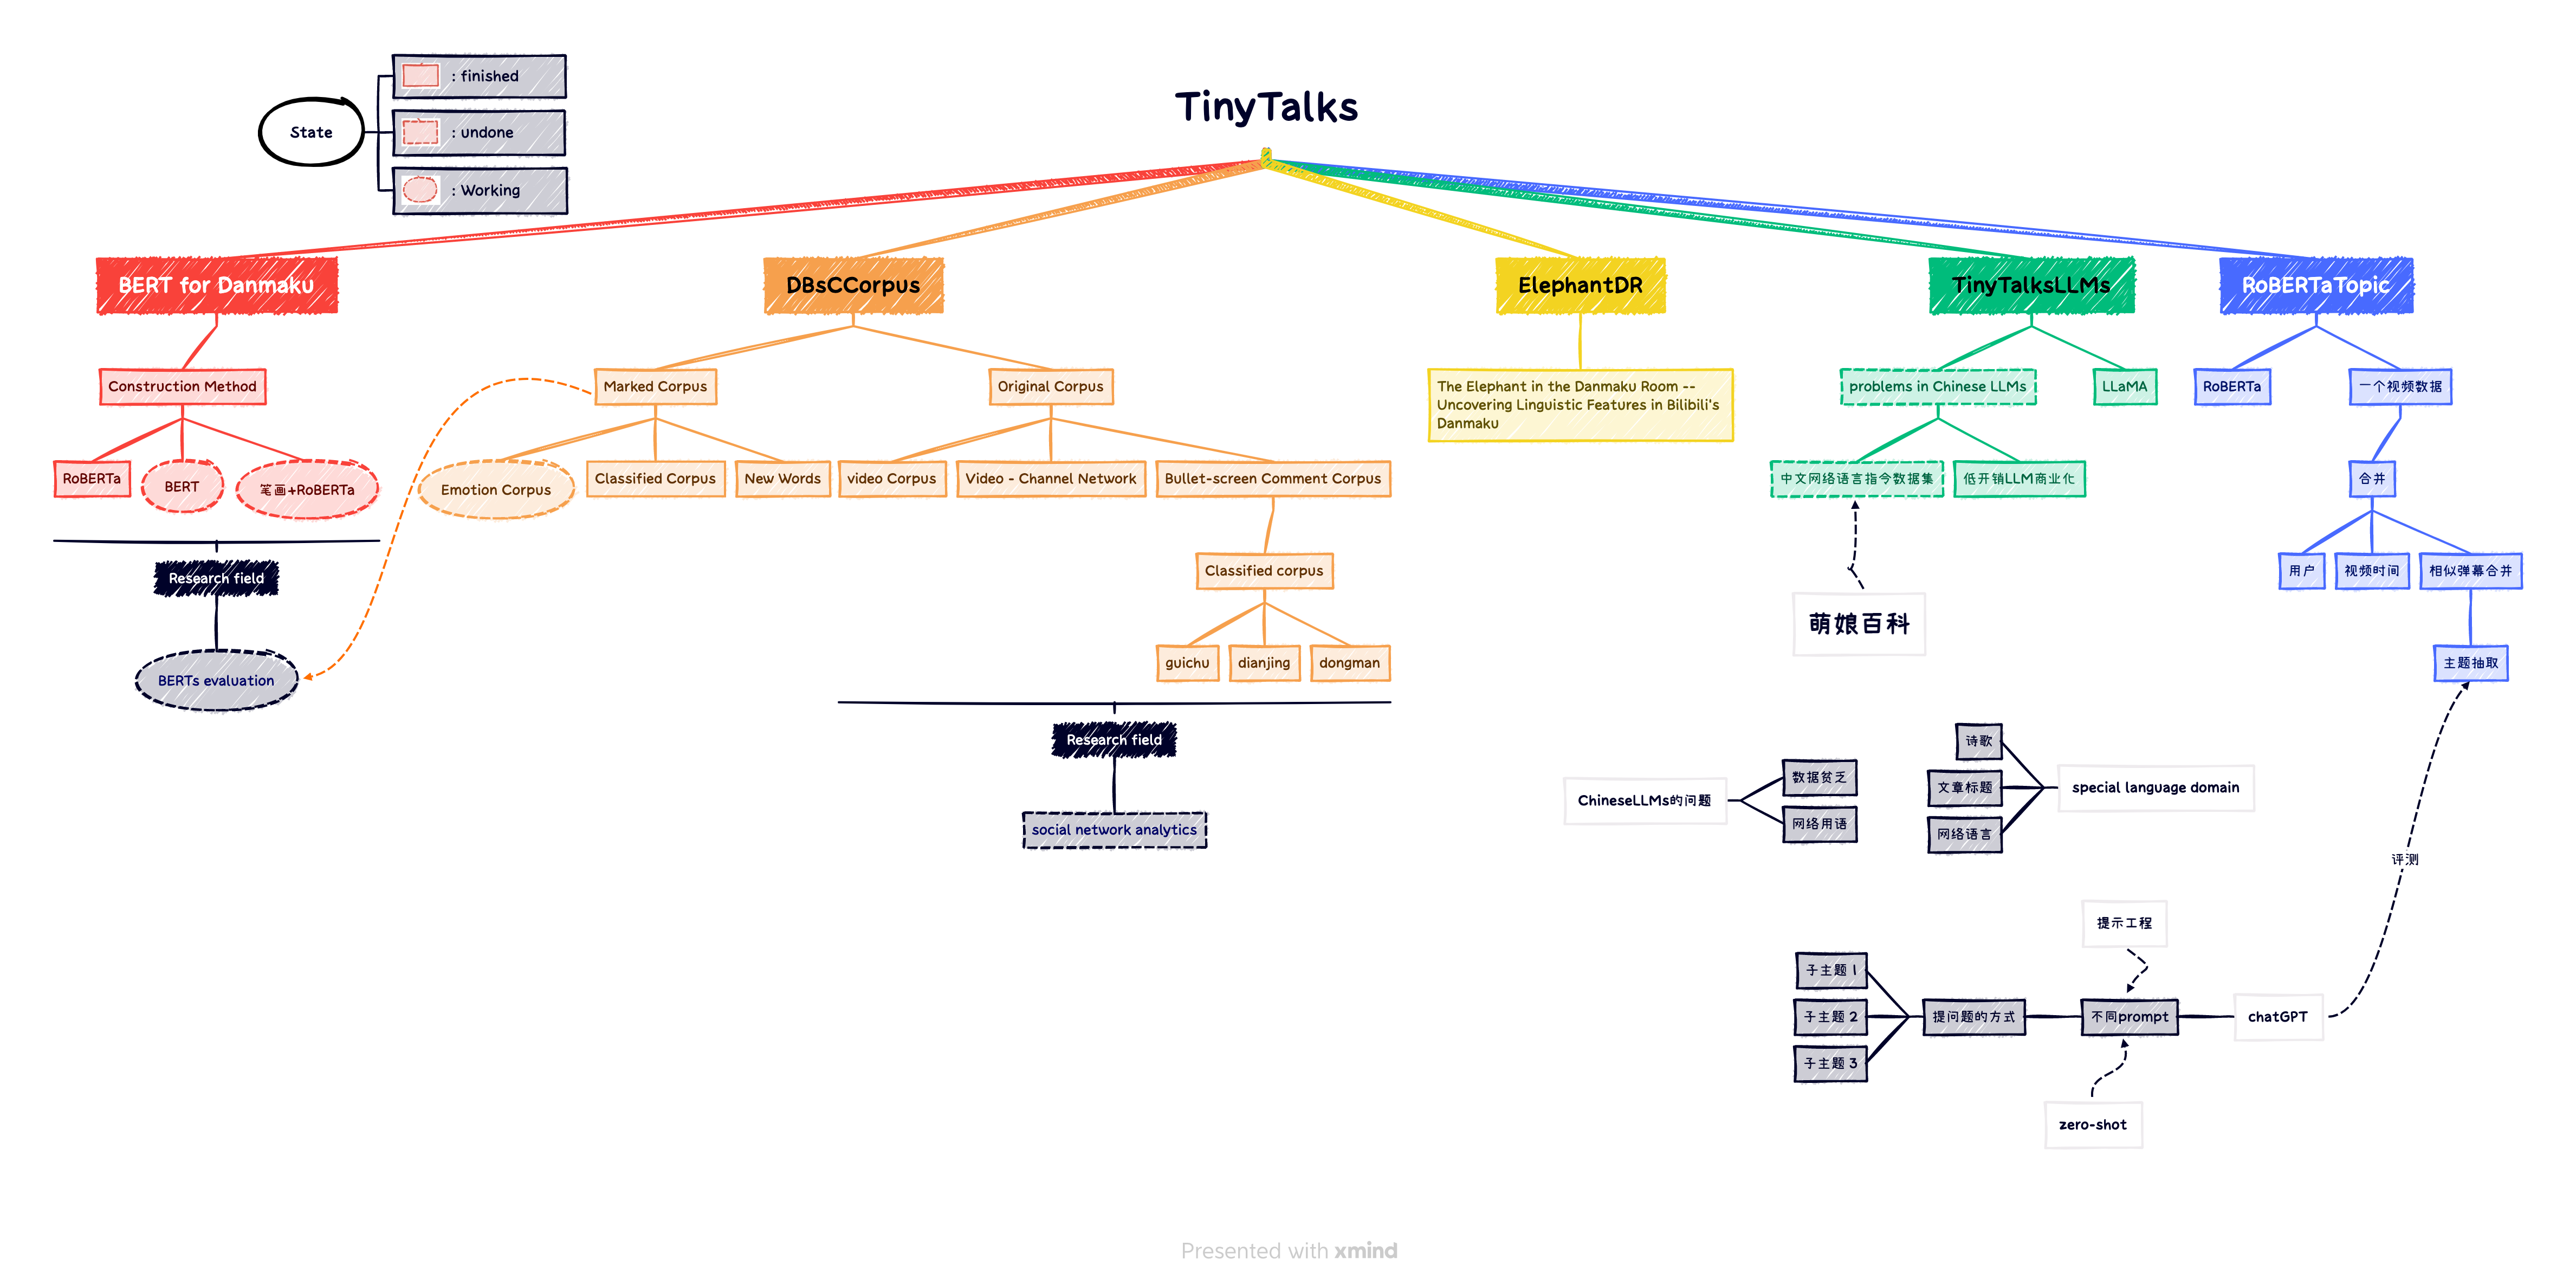 State
: finished
: undone
: Working
TinyTalks
BERT for Danmaku
DBsCCorpus
ElephantDR
TinyTalksLLMs
RoBERTaTopic
Construction Method
RoBERTa
BERT
笔画+RoBERTa
Research field
BERTs evaluation
Marked Corpus
Emotion Corpus
Classified Corpus
New Words
Original Corpus
video Corpus
Video - Channel Network
Bullet-screen Comment Corpus
Classified corpus
guichu
dianjing
dongman
Research field
social network analytics
The Elephant in the Danmaku Room --
Uncovering Linguistic Features in Bilibili's
Danmaku
problems in Chinese LLMs
LLaMA
中文网络语言指令数据集
低开销LLM商业化
萌娘百科
RoBERTa
一个视频数据
合并
用户
视频时间
相似弹幕合并
主题抽取
ChineseLLMs的问题
数据贫乏
网络用语
诗歌
文章标题
网络语言
special language domain
评测
提示工程
子主题 1
子主题 2
子主题 3
提问题的方式
不同prompt
chatGPT
zero-shot
Presented with xmind